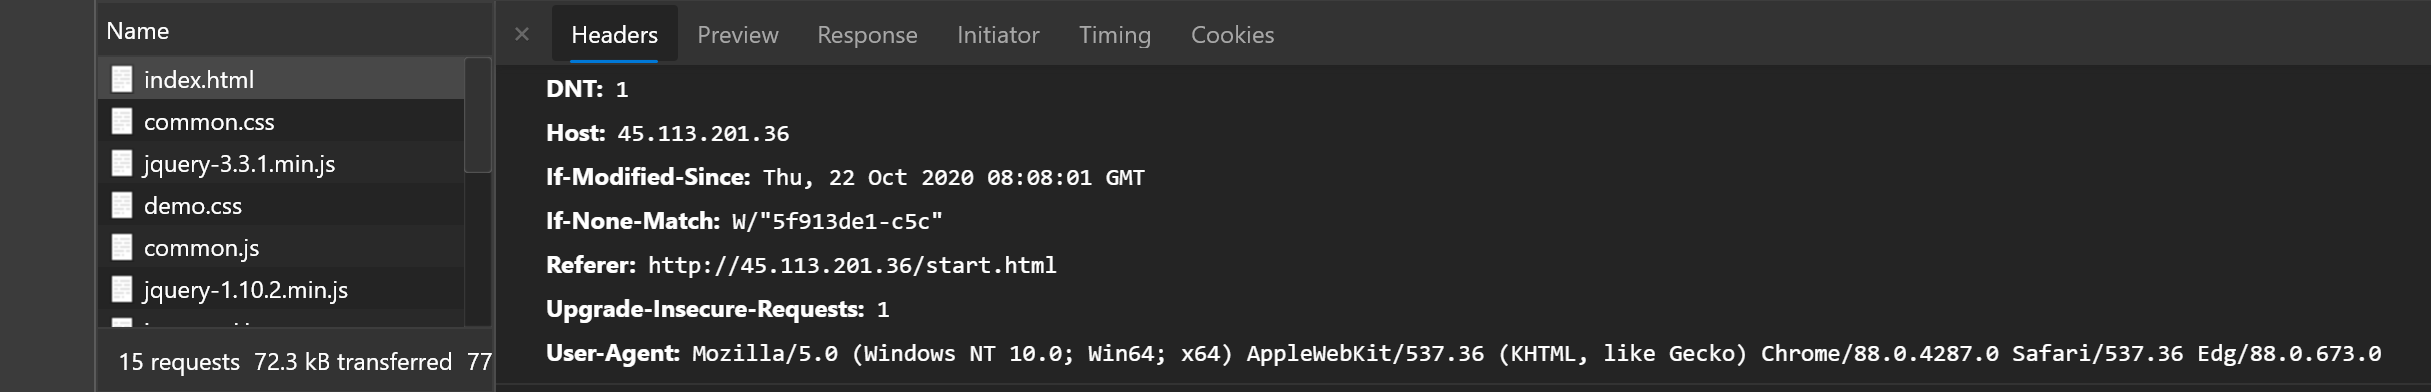 Name
index.html
common.css
jquery-3.3.1.min.js
demo.css
common.js
jquery-1.10.2.min.js
15 requests 72.3 kB transferred 77
× Headers Preview Response Initiator Timing Cookies
DNT: 1
Host: 45.113.201.36
If-Modified-Since: Thu, 22 Oct 2020 08:08:01 GMT
If-None-Match: W/"5f913de1-c5c"
Referer: http://45.113.201.36/start.html
Upgrade-Insecure-Requests: 1
User-Agent: Mozilla/5.0 (Windows NT 10.0; Win64; x64) AppleWebKit/537.36 (KHTML, like Gecko) Chrome/88.0.4287.0 Safari/537.36 Edg/88.0.673.0